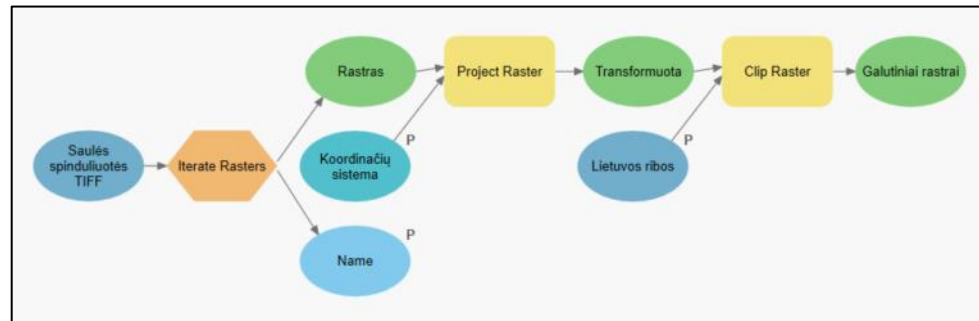 Rastras
Project Raster
Transformuota
Clip Raster
Galutiniai rastrai
P
P
Saulės
spinduliuotės
TIFF
Iterate Rasters
Koordinačių
sistema
Lietuvos ribos
P
Name